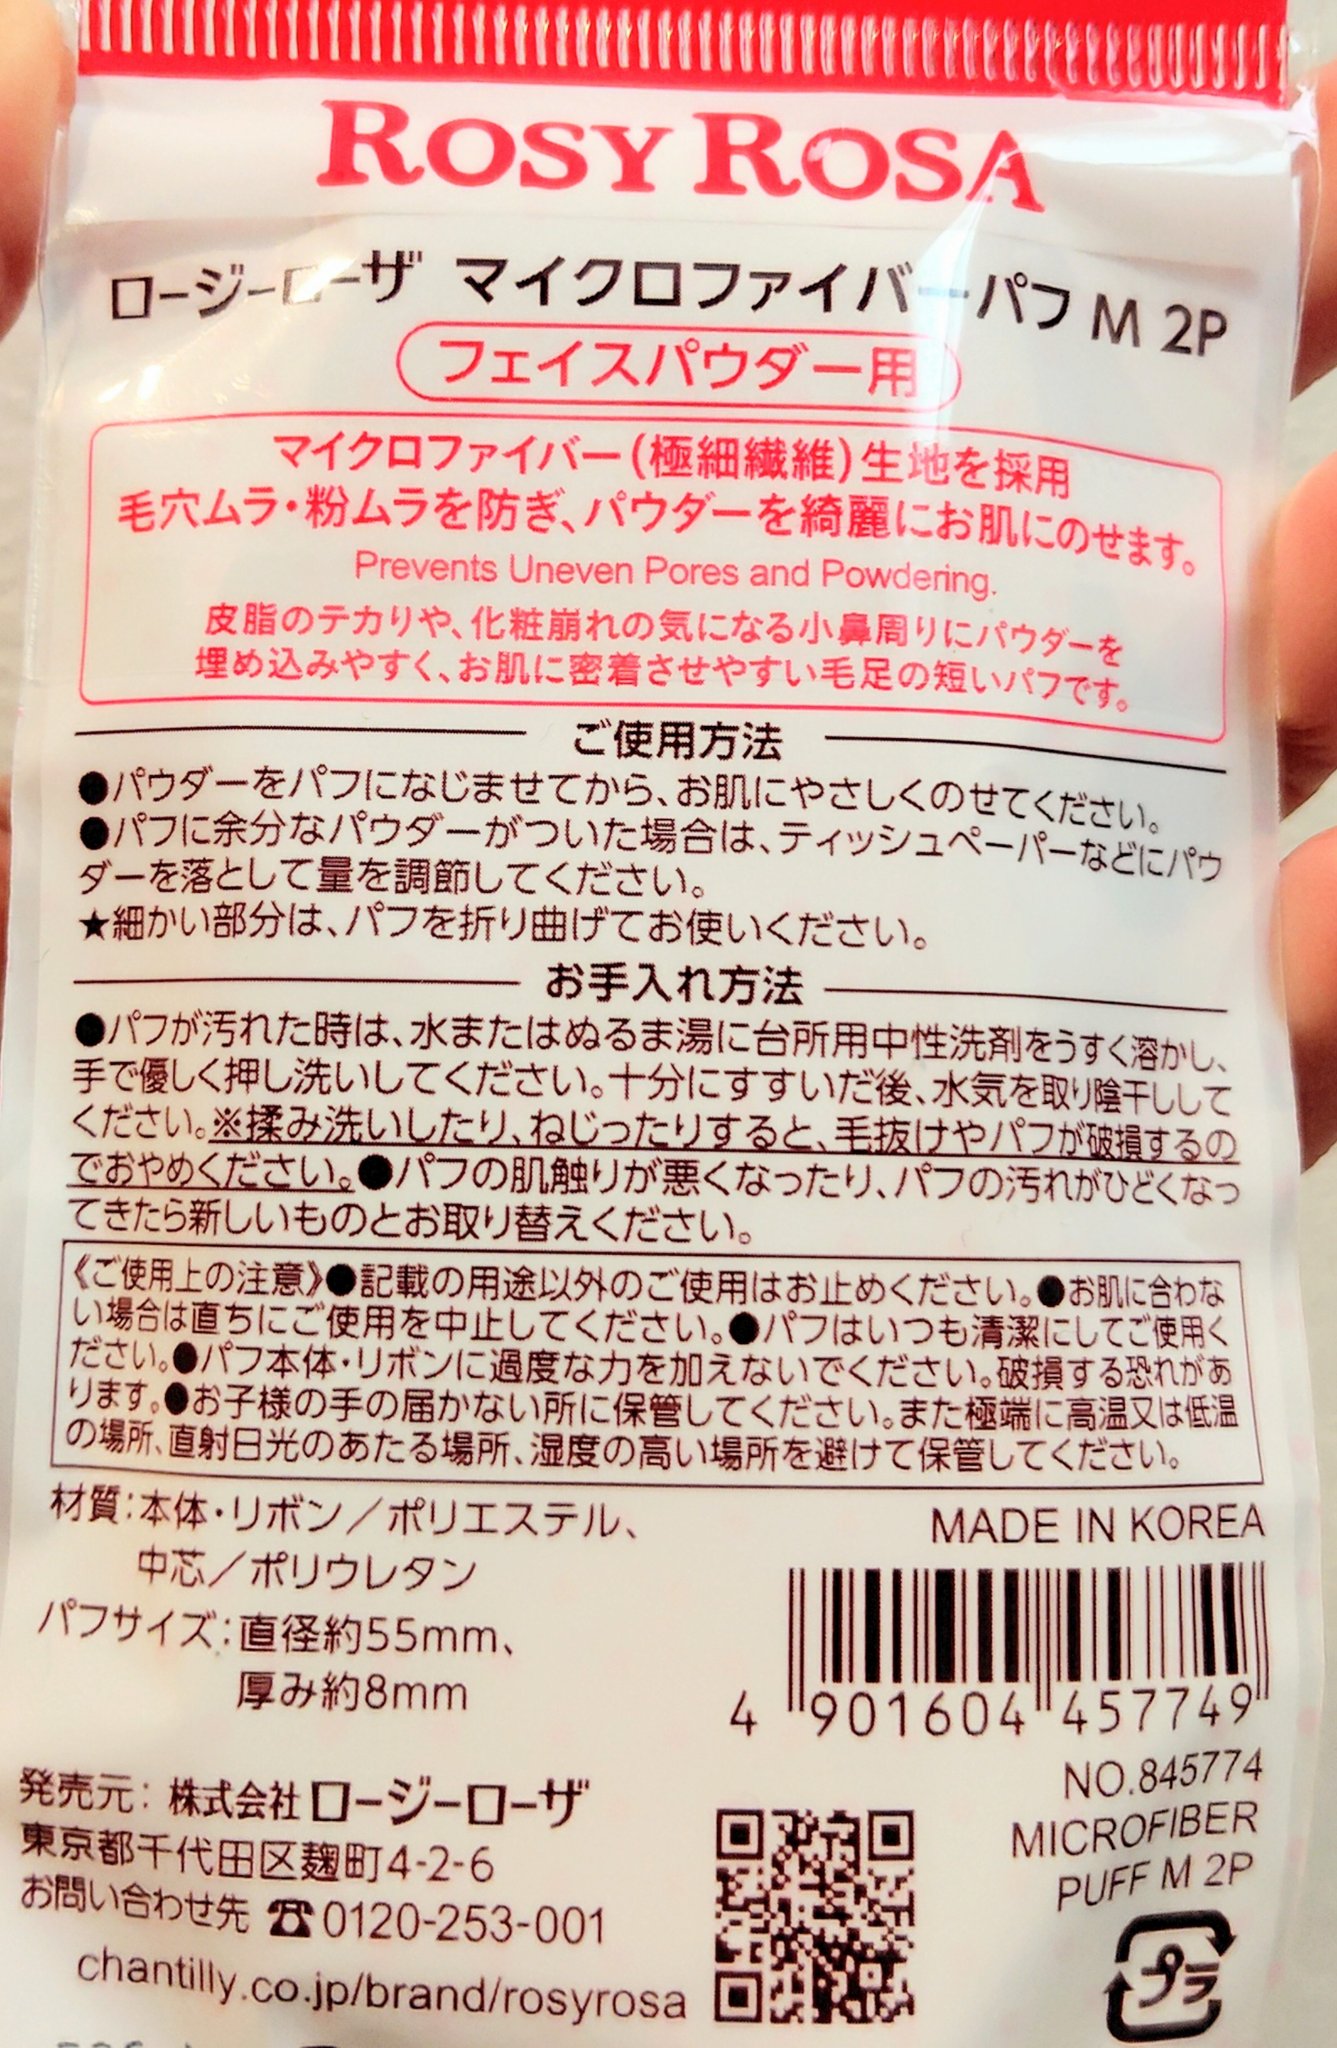 ROSY ROSA
ロージーローザ マイクロファイバーパフ M 2P
フェイスパウダー用
マイクロファイバー(極細繊維)生地を採用
毛穴ムラ・粉ムラを防ぎ、パウダーを綺麗にお肌にのせます。
Prevents Uneven Pores and Powdering.
皮脂のテカりや、化粧崩れの気になる小鼻周りにパウダーを
埋め込みやすく、お肌に密着させやすい毛足の短いパフです。
ご使用方法
●パウダーをパフになじませてから、お肌にやさしくのせてください。
●パフに余分なパウダーがついた場合は、ティッシュペーパーなどにパウ
ダーを落として量を調節してください。
★細かい部分は、パフを折り曲げてお使いください。
お手入れ方法
●パフが汚れた時は、水またはぬるま湯に台所用中性洗剤をうすく溶かし、
手で優しく押し洗いしてください。十分にすすいだ後、水気を取り陰干しして
ください。※揉み洗いしたり、ねじったりすると、毛抜けやパフが破損するの
でおやめください。●パフの肌触りが悪くなったり、パフの汚れがひどくなっ
てきたら新しいものとお取り替えください。
《ご使用上の注意》●記載の用途以外のご使用はお止めください。●お肌に合わな
い場合は直ちにご使用を中止してください。●パフはいつも清潔にしてご使用く
ださい。●パフ本体・リボンに過度な力を加えないでください。破損する恐れがあ
ります。●お子様の手の届かない所に保管してください。また極端に高温又は低温
の場所、直射日光のあたる場所、湿度の高い場所を避けて保管してください。
材質:本体・リボン/ポリエステル、
中芯/ポリウレタン
パフサイズ:直径約55mm、
厚み約8mm
MADE IN KOREA
4 901604 457749
発売元:株式会社ロージーローザ
東京都千代田区麹町4-2-6
お問い合わせ先 ☎0120-253-001
chantilly.co.jp/brand/rosyrosa
NO.845774
MICROFIBER
PUFF M 2P
プラ